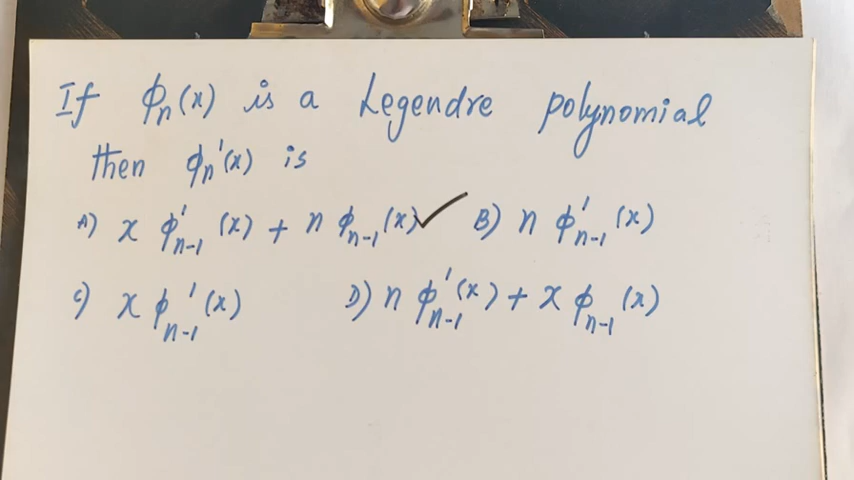 If ϕₙ(x) is a Legendre polynomial
then ϕₙ'(x) is
A) x ϕ'ₙ₋₁ (x) + n ϕₙ₋₁(x) ✓ B) n ϕ'ₙ₋₁ (x)
C) x ϕ'ₙ₋₁ (x) D) n ϕ'ₙ₋₁ (x) + x ϕₙ₋₁ (x)